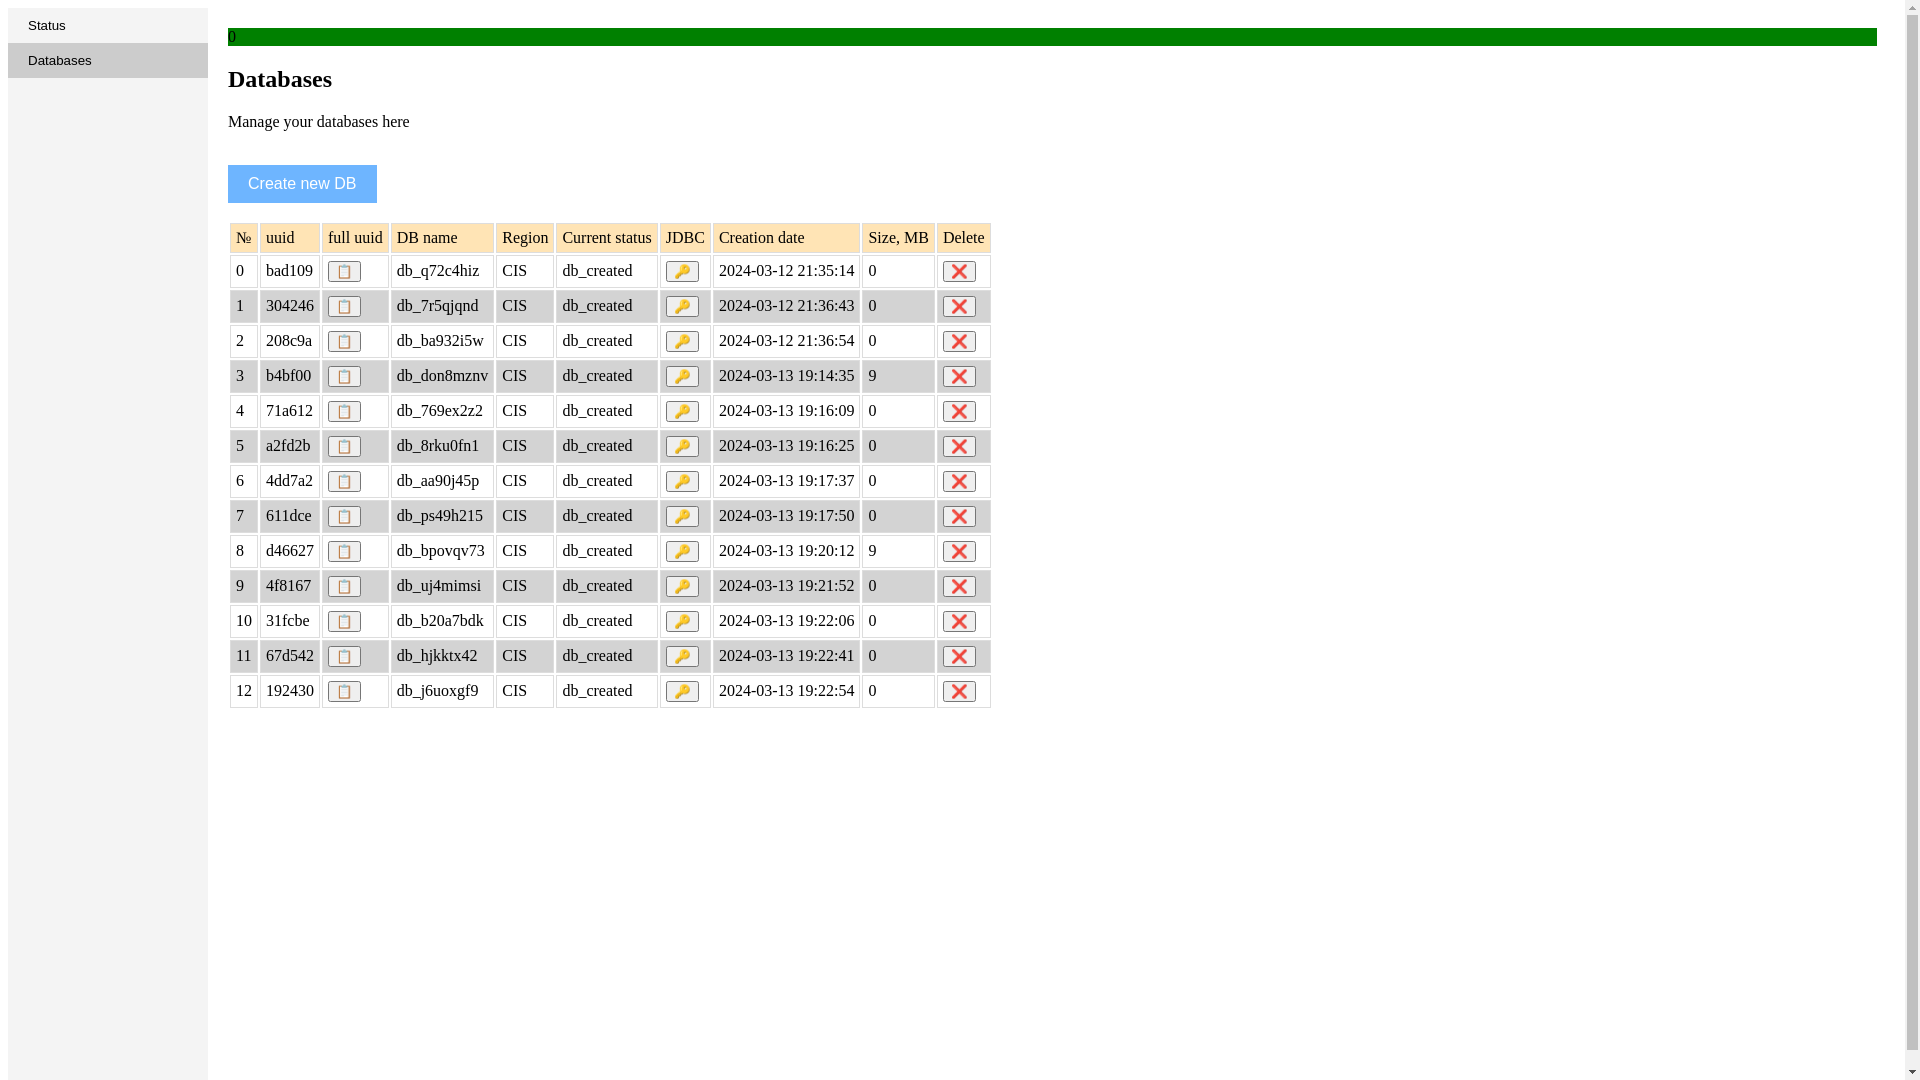 Status
Databases
0
Databases
Manage your databases here
Create new DB
№ uuid full uuid DB name Region Current status JDBC Creation date Size, MB Delete
0 bad109 db_q72c4hiz CIS db_created 2024-03-12 21:35:14 0
1 304246 db_7r5qjqnd CIS db_created 2024-03-12 21:36:43 0
2 208c9a db_ba932i5w CIS db_created 2024-03-12 21:36:54 0
3 b4bf00 db_don8mznv CIS db_created 2024-03-13 19:14:35 9
4 71a612 db_769ex2z2 CIS db_created 2024-03-13 19:16:09 0
5 a2fd2b db_8rku0fn1 CIS db_created 2024-03-13 19:16:25 0
6 4dd7a2 db_aa90j45p CIS db_created 2024-03-13 19:17:37 0
7 611dce db_ps49h215 CIS db_created 2024-03-13 19:17:50 0
8 d46627 db_bpovqv73 CIS db_created 2024-03-13 19:20:12 9
9 4f8167 db_uj4mimsi CIS db_created 2024-03-13 19:21:52 0
10 31fcbe db_b20a7bdk CIS db_created 2024-03-13 19:22:06 0
11 67d542 db_hjkktx42 CIS db_created 2024-03-13 19:22:41 0
12 192430 db_j6uoxgf9 CIS db_created 2024-03-13 19:22:54 0